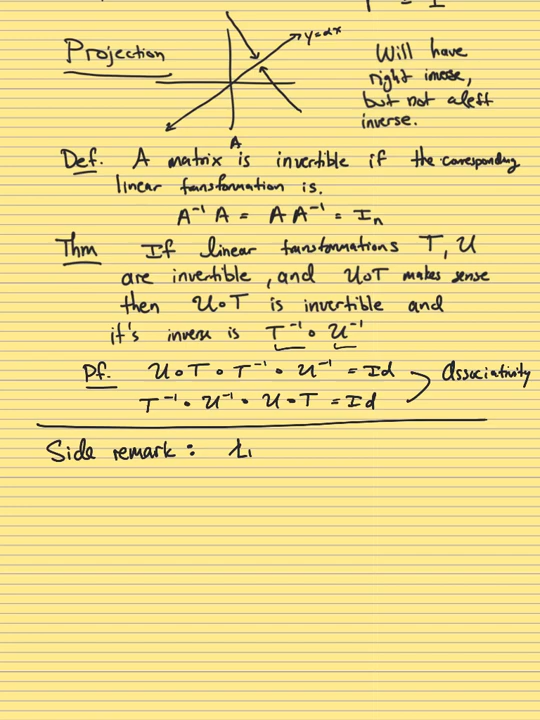 Projection
y=αx
Will have
right inverse,
but not a left
inverse.
Def. A matrix A is invertible if the corresponding
linear transformation is.
A⁻¹ A = A A⁻¹ = Iₙ
Thm If linear transformations T, U
are invertible, and U∘T makes sense
then U∘T is invertible and
it's inverse is T⁻¹∘U⁻¹
Pf. U∘T∘T⁻¹∘U⁻¹ = Id
Associativity
T⁻¹∘U⁻¹∘U∘T = Id
Side remark: